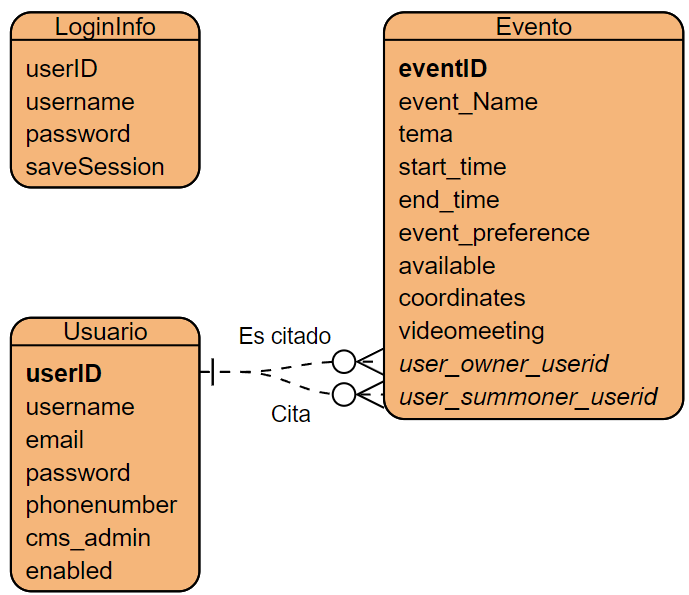 LoginInfo
userID
username
password
saveSession
Evento
eventID
event_Name
tema
start_time
end_time
event_preference
available
coordinates
videomeeting
user_owner_userid
user_summoner_userid
Usuario
userID
username
email
password
phonenumber
cms_admin
enabled
Es citado
Cita